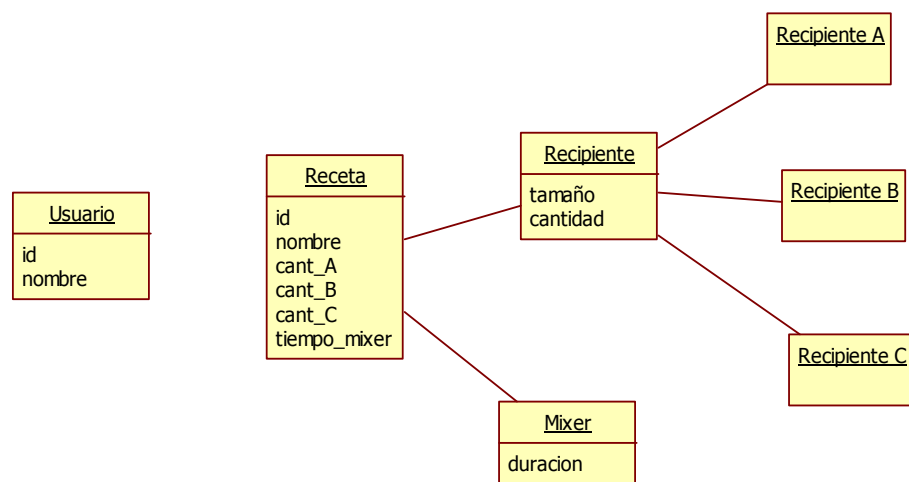 Usuario
id
nombre
Receta
id
nombre
cant_A
cant_B
cant_C
tiempo_mixer
Recipiente
tamaño
cantidad
Recipiente A
Recipiente B
Recipiente C
Mixer
duracion